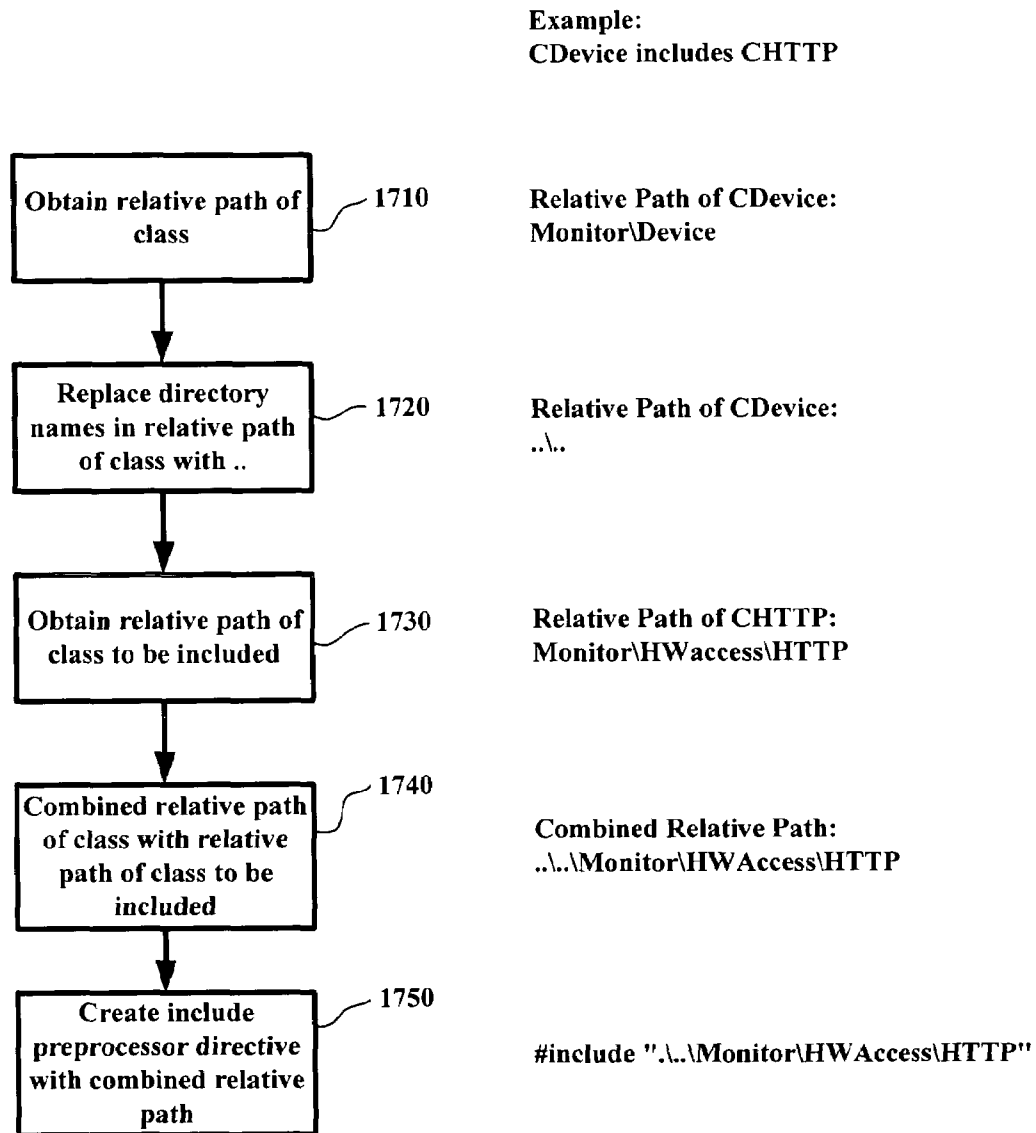 Example:
CDevice includes CHTTP
Obtain relative path of
class
1710
Relative Path of CDevice:
Monitor\Device
Replace directory
names in relative path
of class with ..
1720
Relative Path of CDevice:
..\..
Obtain relative path of
class to be included
1730
Relative Path of CHTTP:
Monitor\HWaccess\HTTP
Combined relative path
of class with relative
path of class to be
included
1740
Combined Relative Path:
..\..\Monitor\HWAccess\HTTP
Create include
preprocessor directive
with combined relative
path
1750
#include ".\..\Monitor\HWAccess\HTTP"